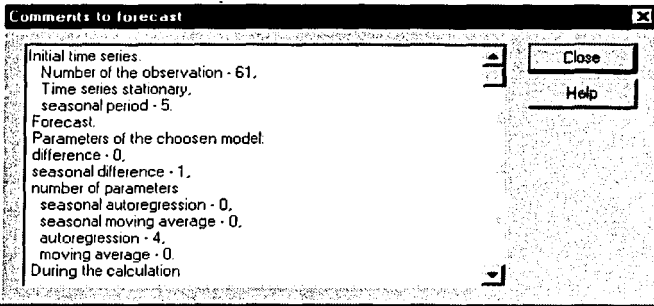 Comments to forecast
Initial time series.
Number of the observation - 61,
Time series stationary,
seasonal period - 5.
Forecast.
Parameters of the choosen model:
difference - 0,
seasonal difference - 1,
number of parameters
seasonal autoregression - 0,
seasonal moving average - 0,
autoregression - 4,
moving average - 0.
During the calculation
Close
Help